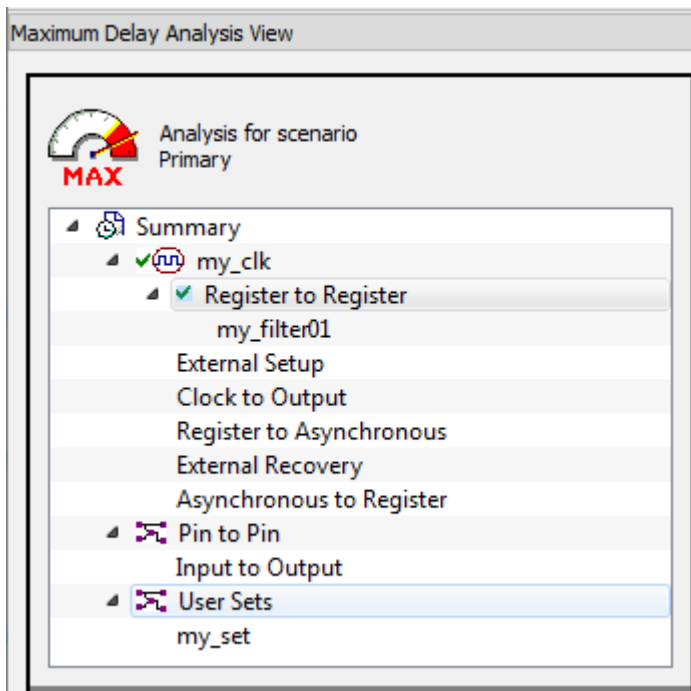 Maximum Delay Analysis View
Analysis for scenario
Primary
MAX
Summary
my_clk
Register to Register
my_filter01
External Setup
Clock to Output
Register to Asynchronous
External Recovery
Asynchronous to Register
Pin to Pin
Input to Output
User Sets
my_set